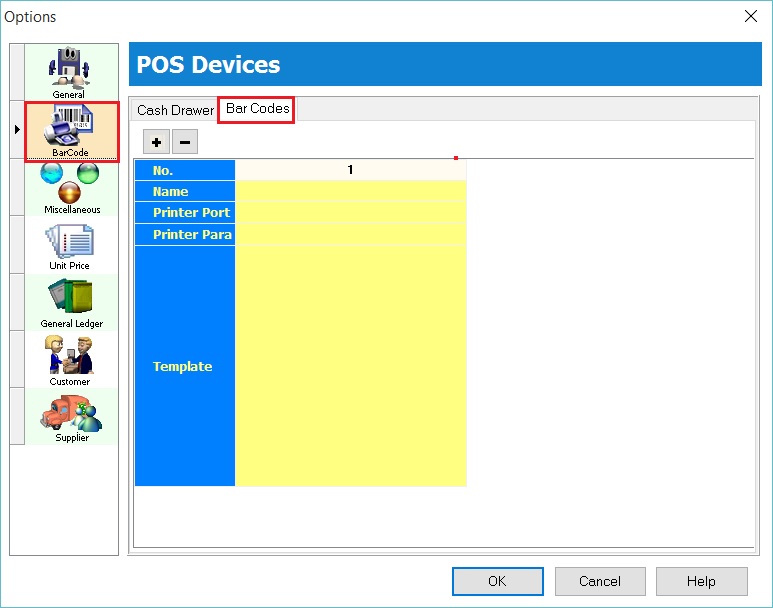 Options
General
BarCode
Miscellaneous
Unit Price
General Ledger
Customer
Supplier
POS Devices
Cash Drawer
Bar Codes
+ -
No. 1
Name
Printer Port
Printer Para
Template
OK Cancel Help